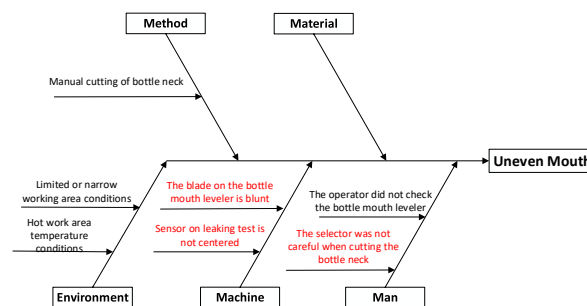 Method
Material
Manual cutting of bottle neck
Uneven Mouth
Limited or narrow
working area conditions
Hot work area
temperature
conditions
The blade on the bottle
mouth leveler is blunt
Sensor on leaking test is
not centered
The operator did not check
the bottle mouth leveler
The selector was not
careful when cutting the
bottle neck
Environment
Machine
Man